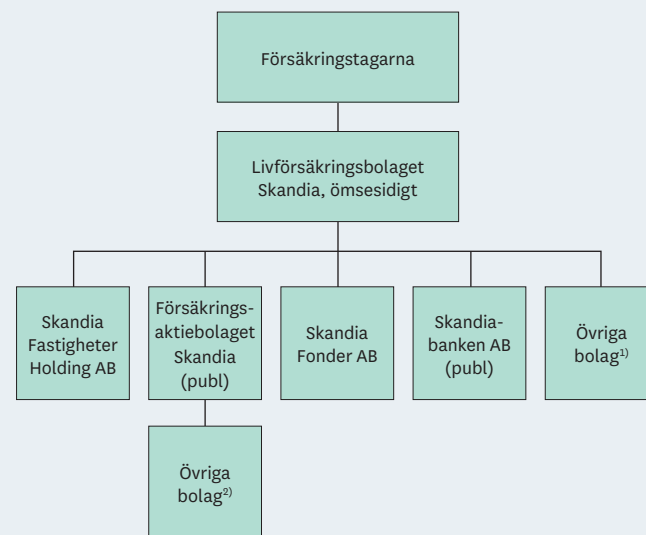 Försäkringstagarna
Livförsäkringsbolaget
Skandia, ömsesidigt
Skandia
Fastigheter
Holding AB
Försäkrings-
aktiebolaget
Skandia
(publ)
Skandia
Fonder AB
Skandia-
banken AB
(publ)
Övriga
bolag¹⁾
Övriga
bolag²⁾